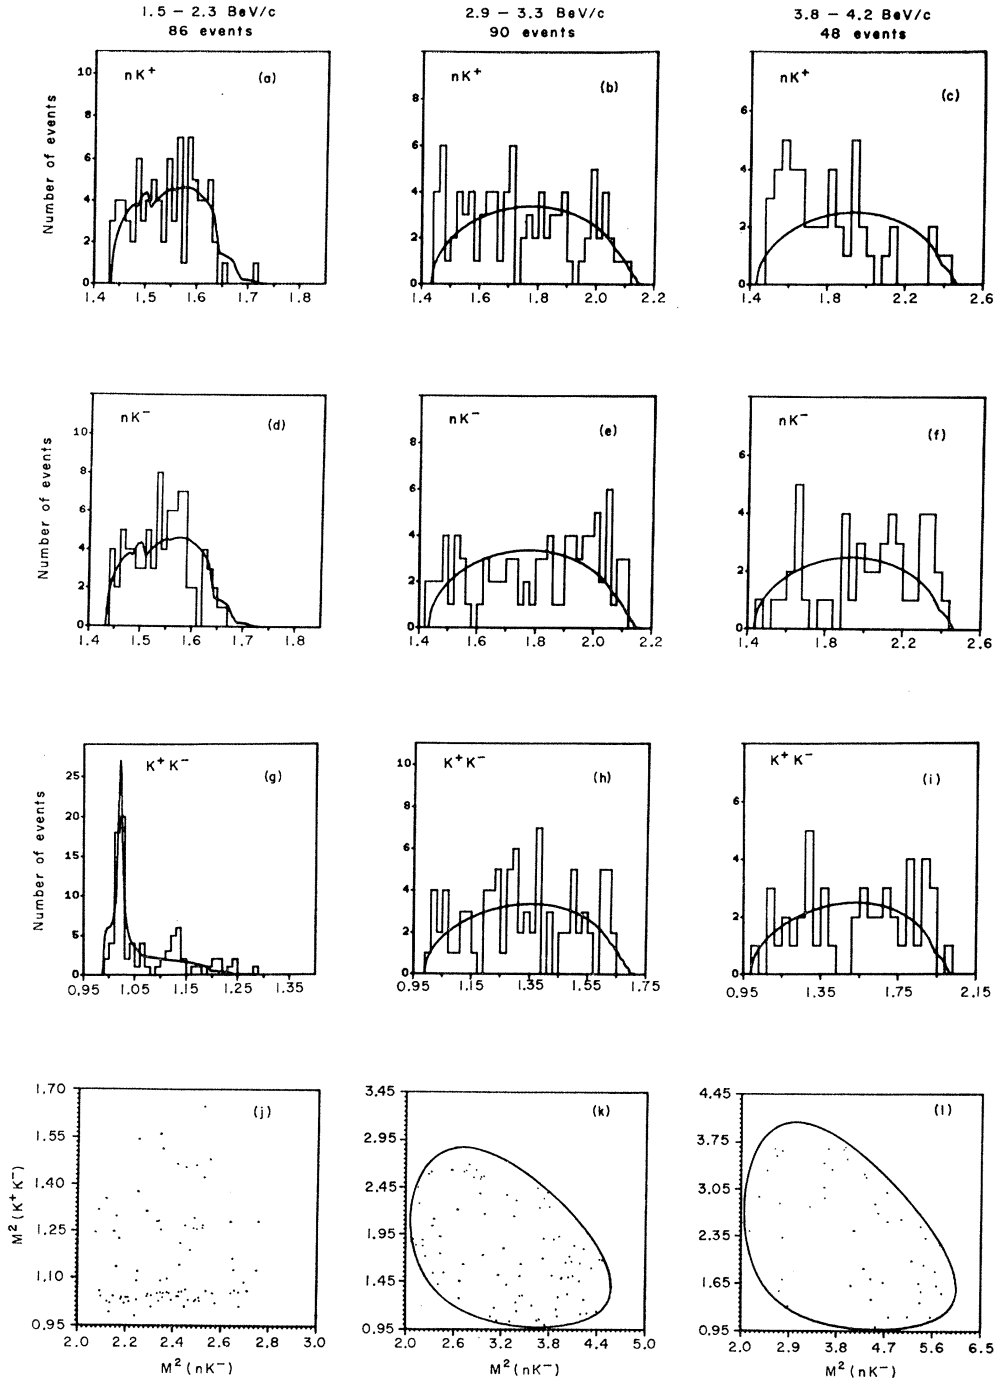 1.5 – 2.3 BeV/c
86 events
2.9 – 3.3 BeV/c
90 events
3.8 – 4.2 BeV/c
48 events
Number of events
nK⁺ (a)
10
8
6
4
2
0
1.4 1.5 1.6 1.7 1.8
nK⁺ (b)
8
6
4
2
0
1.4 1.6 1.8 2.0 2.2
nK⁺ (c)
6
4
2
0
1.4 1.8 2.2 2.6
Number of events
nK⁻ (d)
10
8
6
4
2
0
1.4 1.5 1.6 1.7 1.8
nK⁻ (e)
10
8
6
4
2
0
1.4 1.6 1.8 2.0 2.2
nK⁻ (f)
6
4
2
0
1.4 1.8 2.2 2.6
Number of events
K⁺K⁻ (g)
25
20
15
10
5
0
0.95 1.05 1.15 1.25 1.35
K⁺K⁻ (h)
10
8
6
4
2
0
0.95 1.15 1.35 1.55 1.75
K⁺K⁻ (i)
6
4
2
0
0.95 1.35 1.75 2.15
M²(K⁺K⁻)
(j)
1.70
1.55
1.40
1.25
1.10
0.95
2.0 2.2 2.4 2.6 2.8 3.0
M²(nK⁻)
(k)
3.45
2.95
2.45
1.95
1.45
0.95
2.0 2.6 3.2 3.8 4.4 5.0
M²(nK⁻)
(l)
4.45
3.75
3.05
2.35
1.65
0.95
2.0 2.9 3.8 4.7 5.6 6.5
M²(nK⁻)